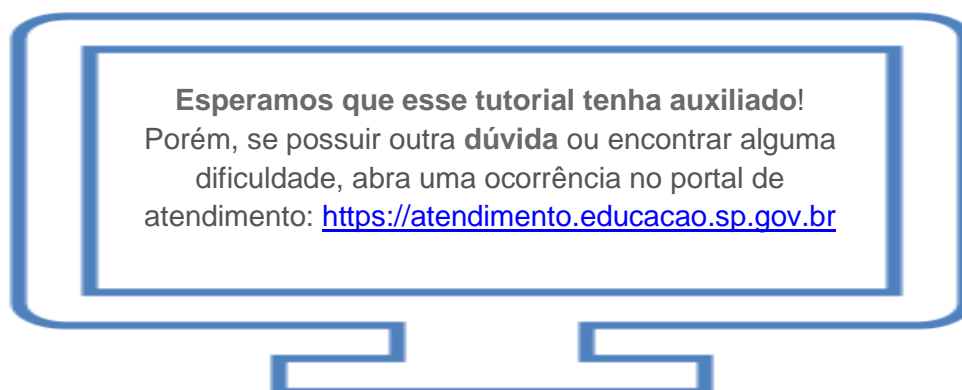 Esperamos que esse tutorial tenha auxiliado!
Porém, se possuir outra dúvida ou encontrar alguma
dificuldade, abra uma ocorrência no portal de
atendimento: https://atendimento.educacao.sp.gov.br